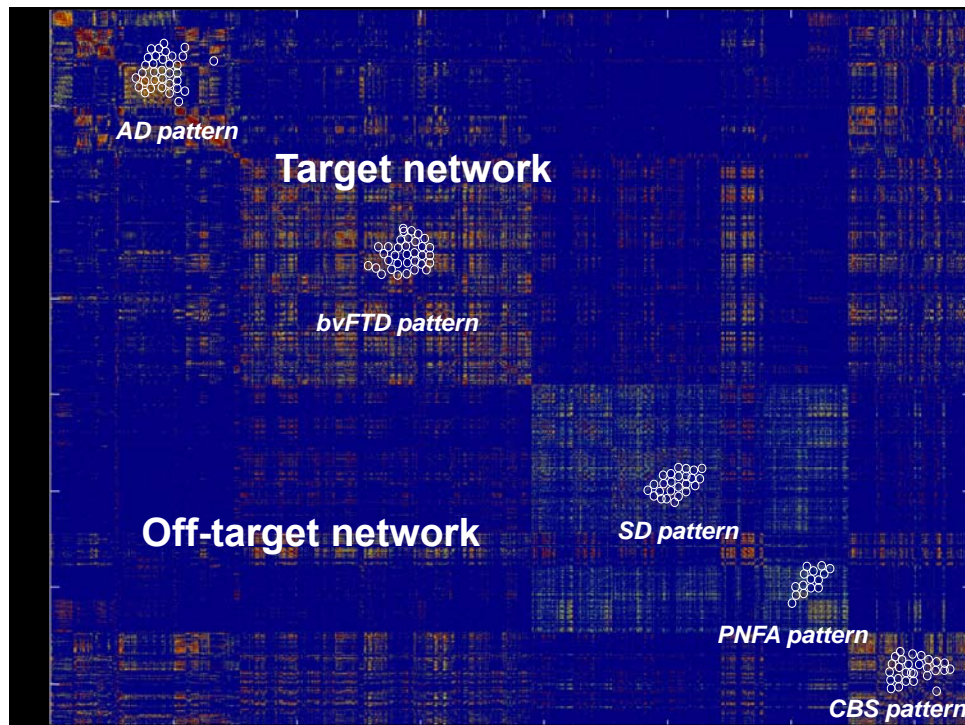 AD pattern
Target network
bvFTD pattern
Off-target network
SD pattern
PNFA pattern
CBS pattern